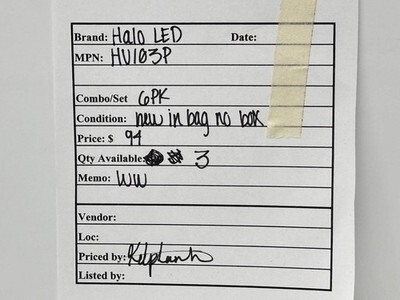 Brand: Halo LED Date:
MPN: HU103P
Combo/Set 6PK
Condition: new in bag no box
Price: $ 94
Qty Available: 3
Memo: WW
Vendor:
Loc:
Priced by:
Listed by: